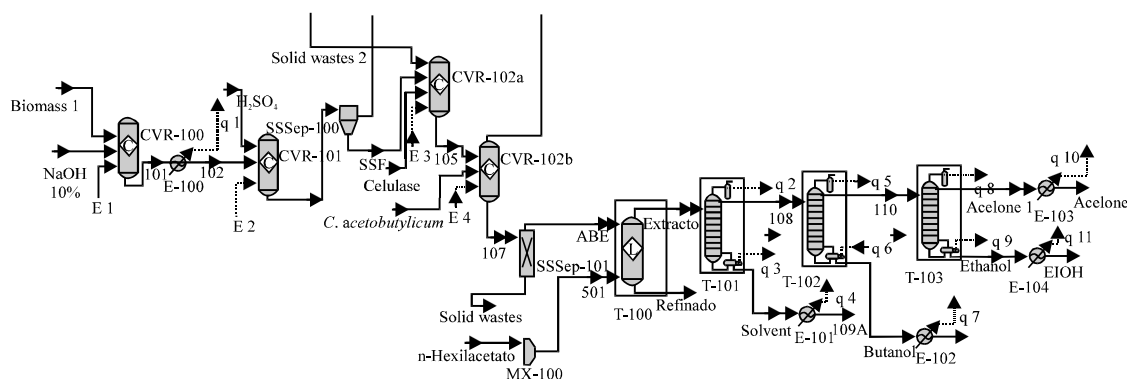 Solid wastes 2
CVR-102a
Biomass 1
H₂SO₄
q 1
CVR-100
SSSep-100
CVR-101
NaOH
10%
101
E-100
102
SSF
E 3
105
Celulase
CVR-102b
E 1
E 2
C. acetobutylicum
E 4
107
ABE
Extracto
q 2
108
q 5
110
q 8
q 10
Acelone 1
E-103
Acelone
SSSep-101
501
T-100
Refinado
T-101
q 3
T-102
q 6
T-103
q 9
Ethanol
q 11
E-104
EIOH
Solid wastes
Solvent
q 4
E-101
109A
Butanol
q 7
E-102
n-Hexilacetato
MX-100
C
C
C
C
L